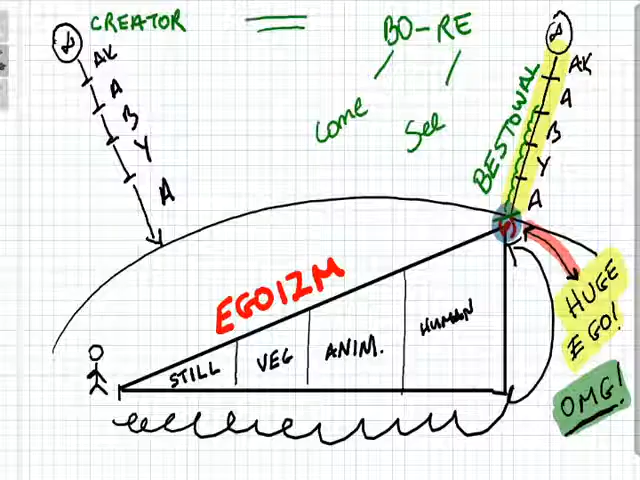 CREATOR
BO-RE
Come
See
AK
A
B
Y
A
BESTOWAL
AK
A
B
Y
A
EGOIZM
STILL
VEG
ANIM.
HUMAN
HUGE
EGO!
OMG!